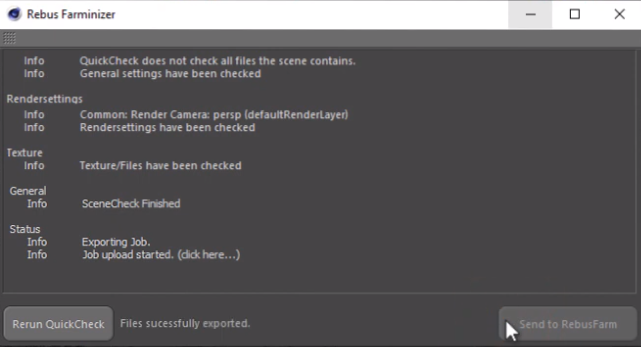 Rebus Farminizer
Info QuickCheck does not check all files the scene contains.
Info General settings have been checked
Rendersettings
Info Common: Render Camera: persp (defaultRenderLayer)
Info Rendersettings have been checked
Texture
Info Texture/Files have been checked
General
Info SceneCheck Finished
Status
Info Exporting Job.
Info Job upload started. (click here...)
Rerun QuickCheck Files sucessfully exported. Send to RebusFarm